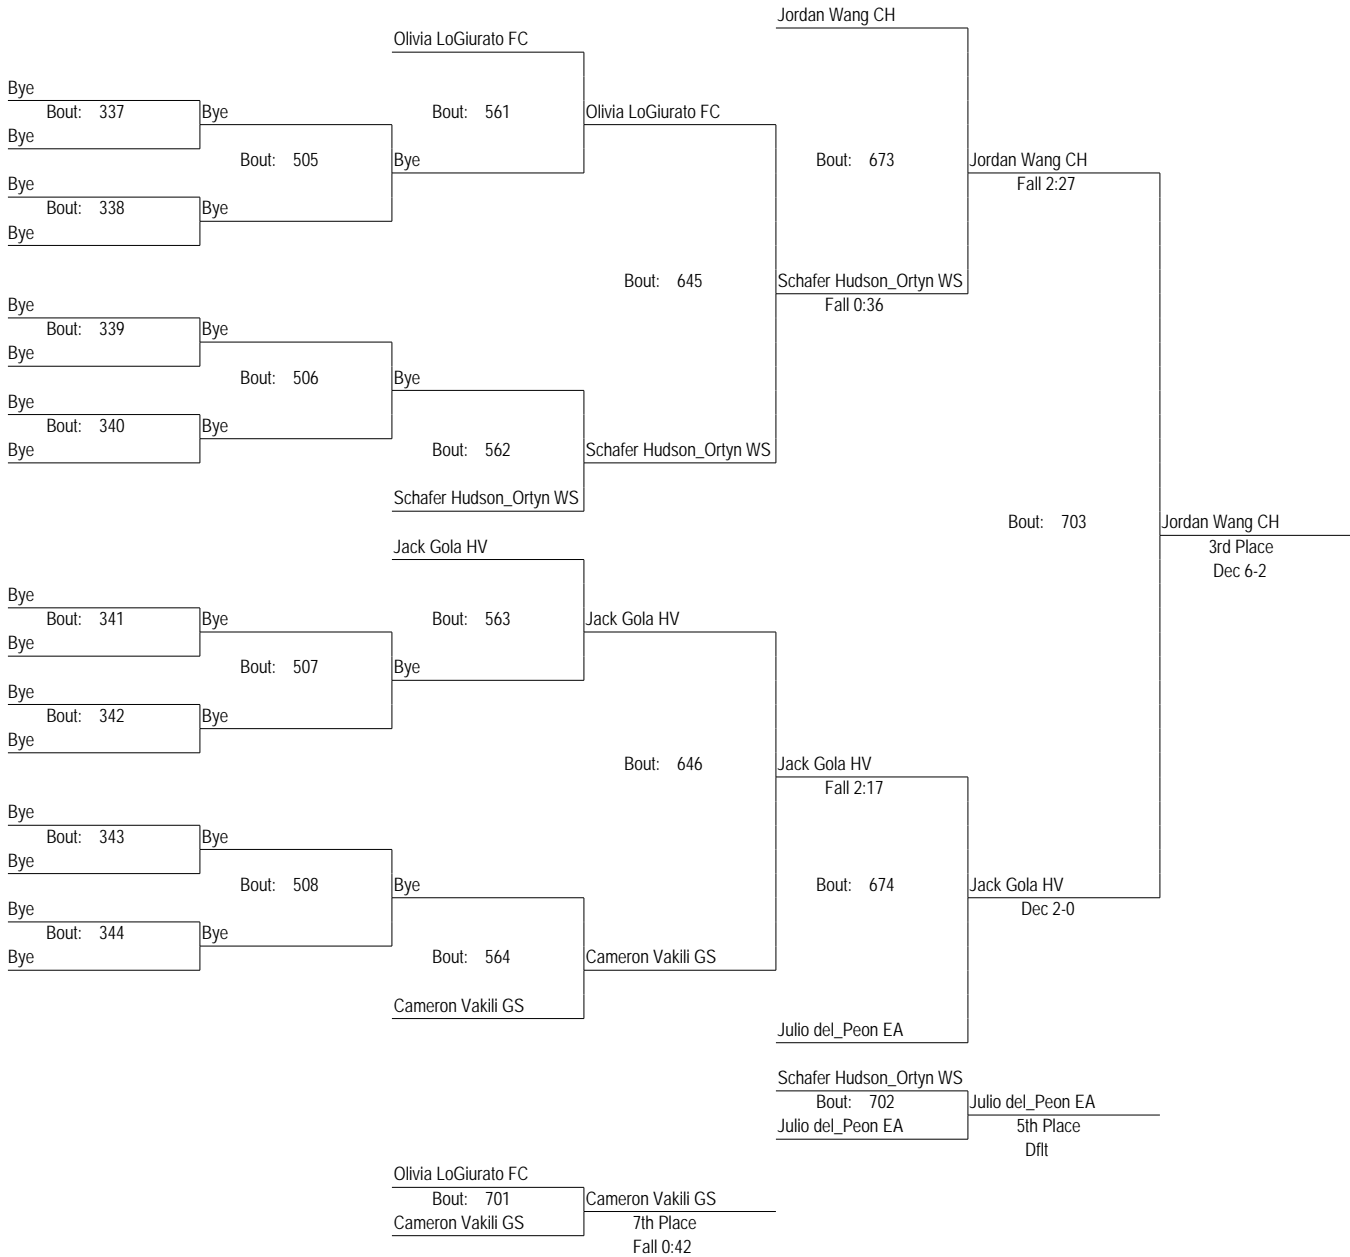 Jordan Wang CH
Olivia LoGiurato FC
Bye
Bout: 337
Bye
Bout: 561
Olivia LoGiurato FC
Bye
Bout: 505
Bye
Bout: 673
Jordan Wang CH
Bye
Fall 2:27
Bout: 338
Bye
Bye
Bout: 645
Schafer Hudson_Ortyn WS
Bye
Fall 0:36
Bout: 339
Bye
Bye
Bout: 506
Bye
Bye
Bout: 340
Bye
Bye
Bout: 562
Schafer Hudson_Ortyn WS
Schafer Hudson_Ortyn WS
Bout: 703
Jordan Wang CH
Jack Gola HV
3rd Place
Dec 6-2
Bye
Bout: 341
Bye
Bout: 563
Jack Gola HV
Bye
Bout: 507
Bye
Bye
Bout: 342
Bye
Bye
Bout: 646
Jack Gola HV
Fall 2:17
Bye
Bout: 343
Bye
Bye
Bout: 508
Bye
Bout: 674
Jack Gola HV
Bye
Dec 2-0
Bout: 344
Bye
Bye
Bout: 564
Cameron Vakili GS
Cameron Vakili GS
Julio del_Peon EA
Schafer Hudson_Ortyn WS
Bout: 702
Julio del_Peon EA
Julio del_Peon EA
5th Place
Dflt
Olivia LoGiurato FC
Bout: 701
Cameron Vakili GS
Cameron Vakili GS
7th Place
Fall 0:42